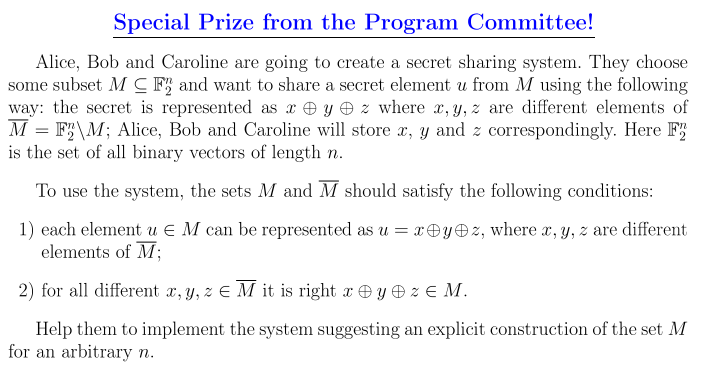 Special Prize from the Program Committee!
Alice, Bob and Caroline are going to create a secret sharing system. They choose
some subset M ⊆ 𝔽₂ⁿ and want to share a secret element u from M using the following
way: the secret is represented as x ⊕ y ⊕ z where x, y, z are different elements of
M̅ = 𝔽₂ⁿ\M; Alice, Bob and Caroline will store x, y and z correspondingly. Here 𝔽₂ⁿ
is the set of all binary vectors of length n.
To use the system, the sets M and M̅ should satisfy the following conditions:
1) each element u ∈ M can be represented as u = x⊕y⊕z, where x, y, z are different
elements of M̅;
2) for all different x, y, z ∈ M̅ it is right x ⊕ y ⊕ z ∈ M.
Help them to implement the system suggesting an explicit construction of the set M
for an arbitrary n.